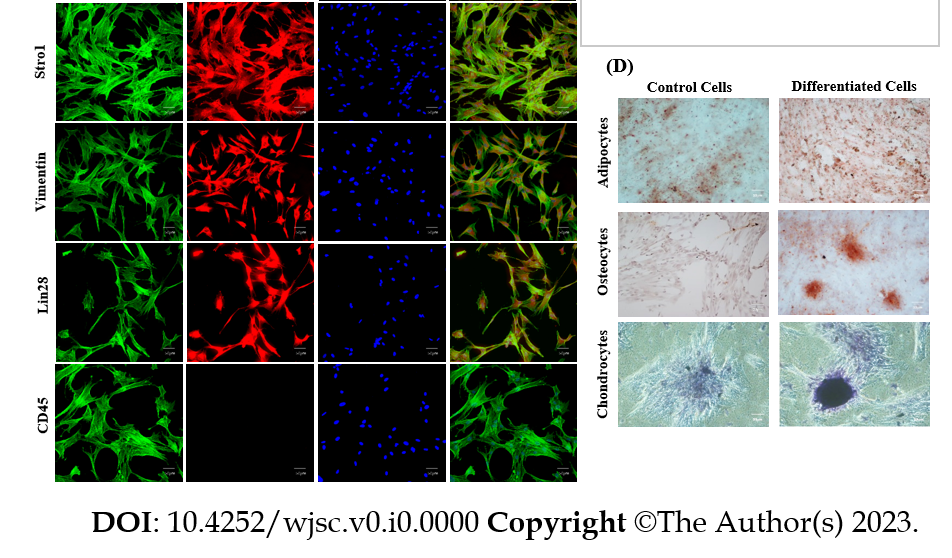 Stro1
Vimentin
Lin28
CD45
(D)
Control Cells
Differentiated Cells
Adipocytes
Osteocytes
Chondrocytes
DOI: 10.4252/wjsc.v0.i0.0000 Copyright ©The Author(s) 2023.